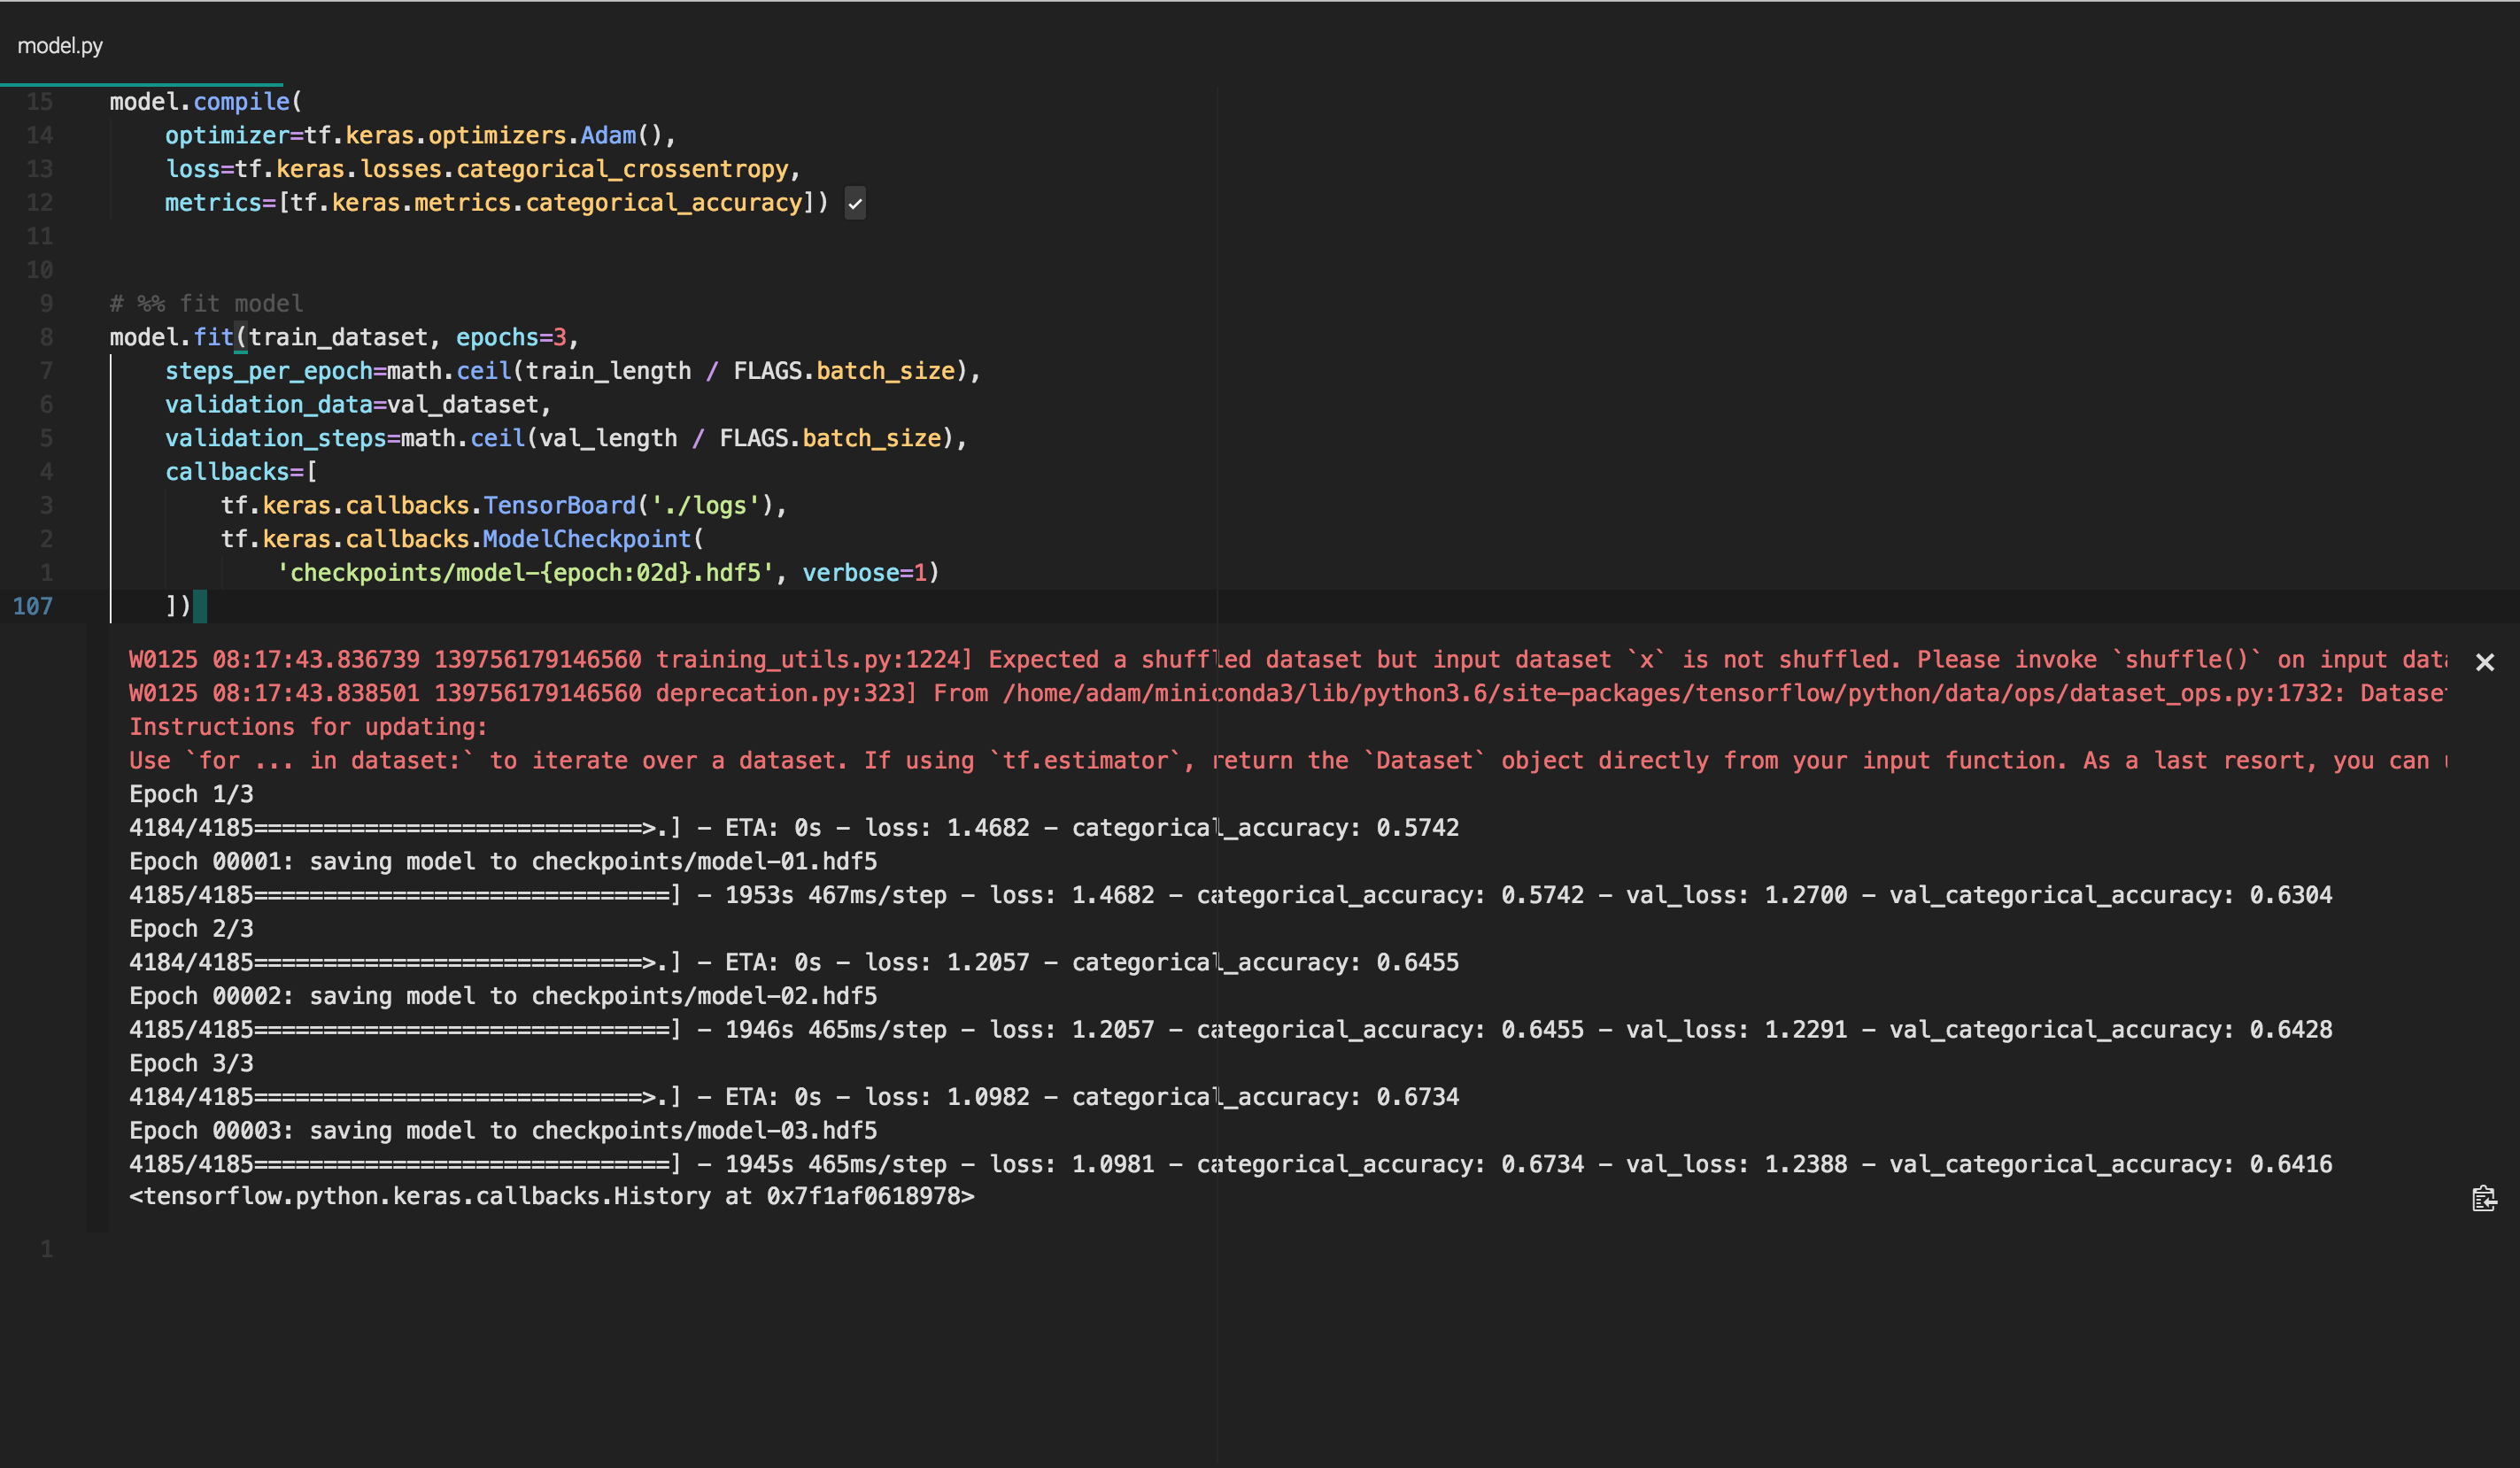 model.py
15 model.compile(
14 optimizer=tf.keras.optimizers.Adam(),
13 loss=tf.keras.losses.categorical_crossentropy,
12 metrics=[tf.keras.metrics.categorical_accuracy]) ✓
11
10
9 # %% fit model
8 model.fit(train_dataset, epochs=3,
7 steps_per_epoch=math.ceil(train_length / FLAGS.batch_size),
6 validation_data=val_dataset,
5 validation_steps=math.ceil(val_length / FLAGS.batch_size),
4 callbacks=[
3 tf.keras.callbacks.TensorBoard('./logs'),
2 tf.keras.callbacks.ModelCheckpoint(
1 'checkpoints/model-{epoch:02d}.hdf5', verbose=1)
107 ])
W0125 08:17:43.836739 139756179146560 training_utils.py:1224] Expected a shuffled dataset but input dataset `x` is not shuffled. Please invoke `shuffle()` on input
W0125 08:17:43.838501 139756179146560 deprecation.py:323] From /home/adam/miniconda3/lib/python3.6/site-packages/tensorflow/python/data/ops/dataset_ops.py:1732:
Instructions for updating:
Use `for ... in dataset:` to iterate over a dataset. If using `tf.estimator`, return the `Dataset` object directly from your input function. As a last resort, you can
Epoch 1/3
4184/4185============================>.] - ETA: 0s - loss: 1.4682 - categorical_accuracy: 0.5742
Epoch 00001: saving model to checkpoints/model-01.hdf5
4185/4185==============================] - 1953s 467ms/step - loss: 1.4682 - categorical_accuracy: 0.5742 - val_loss: 1.2700 - val_categorical_accuracy: 0.6304
Epoch 2/3
4184/4185============================>.] - ETA: 0s - loss: 1.2057 - categorical_accuracy: 0.6455
Epoch 00002: saving model to checkpoints/model-02.hdf5
4185/4185==============================] - 1946s 465ms/step - loss: 1.2057 - categorical_accuracy: 0.6455 - val_loss: 1.2291 - val_categorical_accuracy: 0.6428
Epoch 3/3
4184/4185============================>.] - ETA: 0s - loss: 1.0982 - categorical_accuracy: 0.6734
Epoch 00003: saving model to checkpoints/model-03.hdf5
4185/4185==============================] - 1945s 465ms/step - loss: 1.0981 - categorical_accuracy: 0.6734 - val_loss: 1.2388 - val_categorical_accuracy: 0.6416
<tensorflow.python.keras.callbacks.History at 0x7f1af0618978>
1